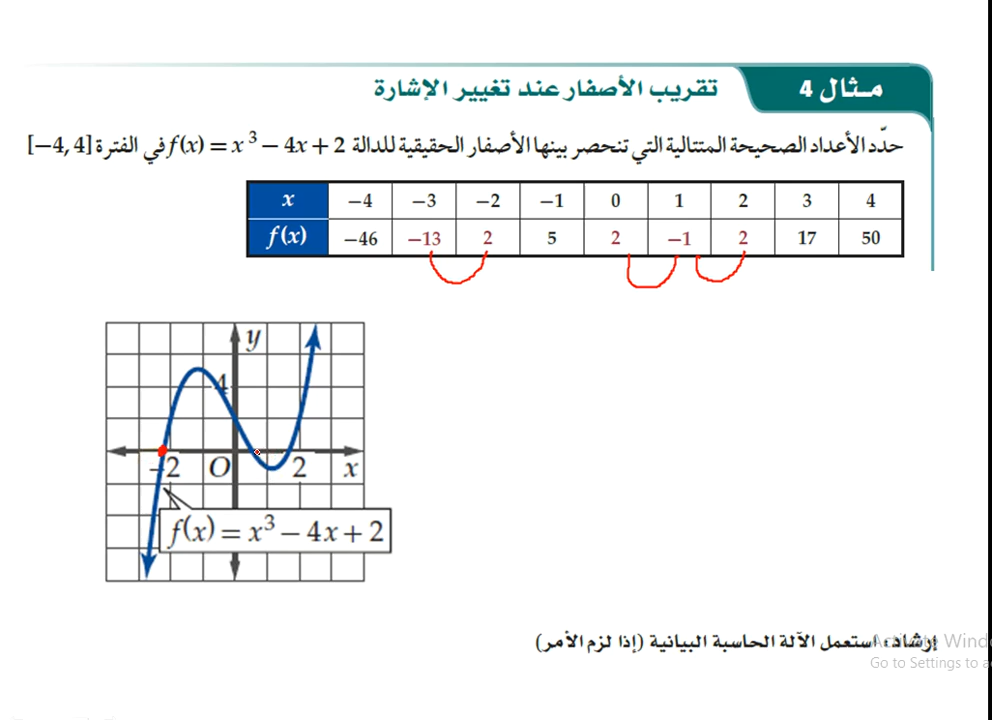 مـثال 4 تقريب الأصفار عند تغيير الإشارة
حدّد الأعداد الصحيحة المتتالية التي تنحصر بينها الأصفار الحقيقية للدالة f(x) = x³ − 4x + 2 في الفترة [−4, 4]
x −4 −3 −2 −1 0 1 2 3 4
f(x) −46 −13 2 5 2 −1 2 17 50
y
4
−2 O 2 x
f(x) = x³ − 4x + 2
إرشاد: استعمل الآلة الحاسبة البيانية (إذا لزم الأمر)
Activate Wind
Go to Settings to a